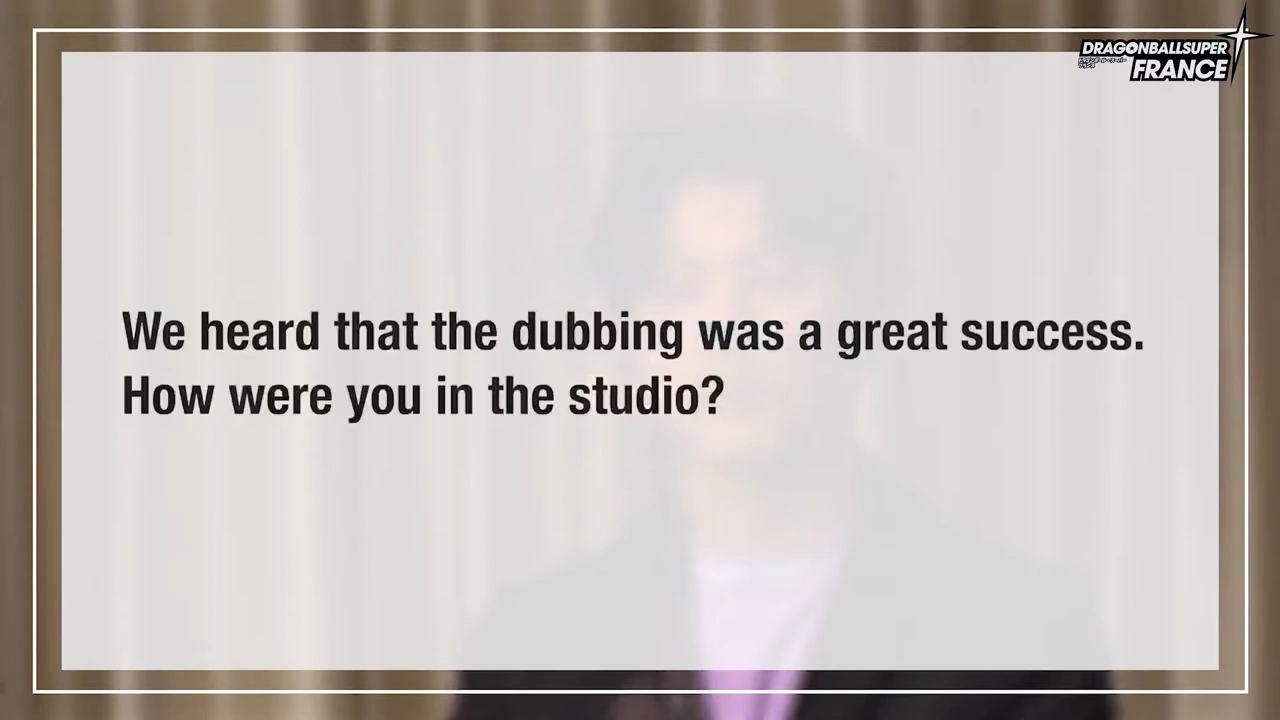 DRAGONBALLSUPER
FRANCE
We heard that the dubbing was a great success.
How were you in the studio?